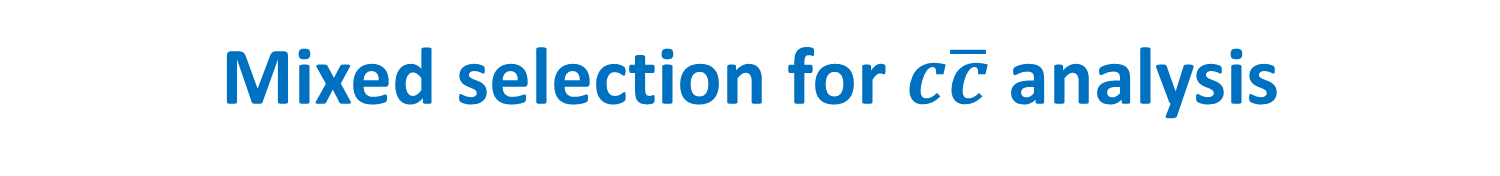 Mixed selection for 𝒄𝒄̅ analysis